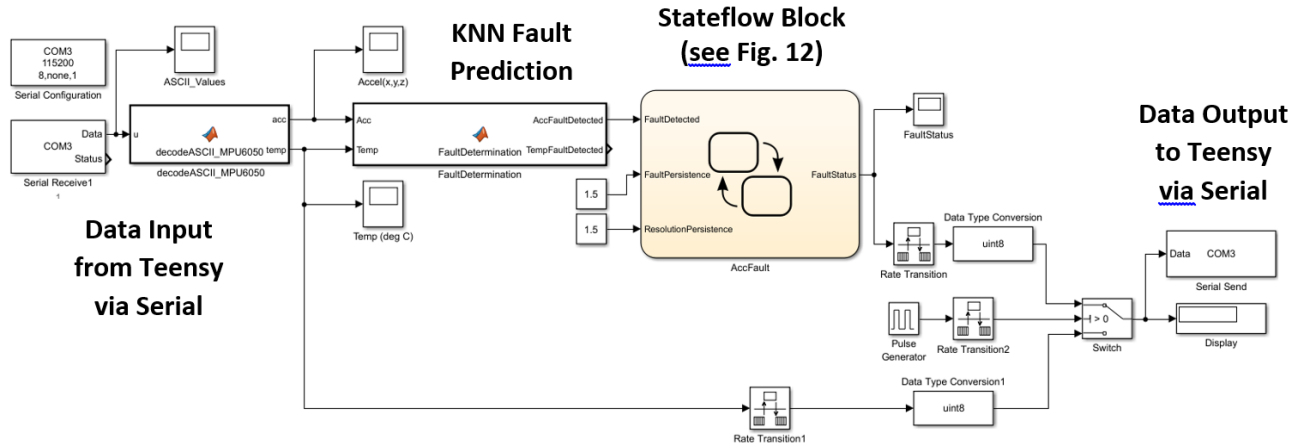 Stateflow Block
(see Fig. 12)
KNN Fault
Prediction
COM3
115200
8,none,1
Serial Configuration
ASCII_Values
Accel(x,y,z)
COM3
Data
Status
Serial Receive1
1
u
decodeASCII_MPU6050
acc
temp
decodeASCII_MPU6050
Acc
Temp
FaultDetermination
AccFaultDetected
TempFaultDetected
FaultDetermination
Temp (deg C)
1.5
1.5
FaultDetected
FaultPersistence
ResolutionPersistence
FaultStatus
AccFault
FaultStatus
Data Output
to Teensy
via Serial
Data Input
from Teensy
via Serial
Rate Transition
Data Type Conversion
uint8
Data
COM3
Serial Send
Pulse
Generator
Rate Transition2
> 0
Switch
Display
Rate Transition1
Data Type Conversion1
uint8